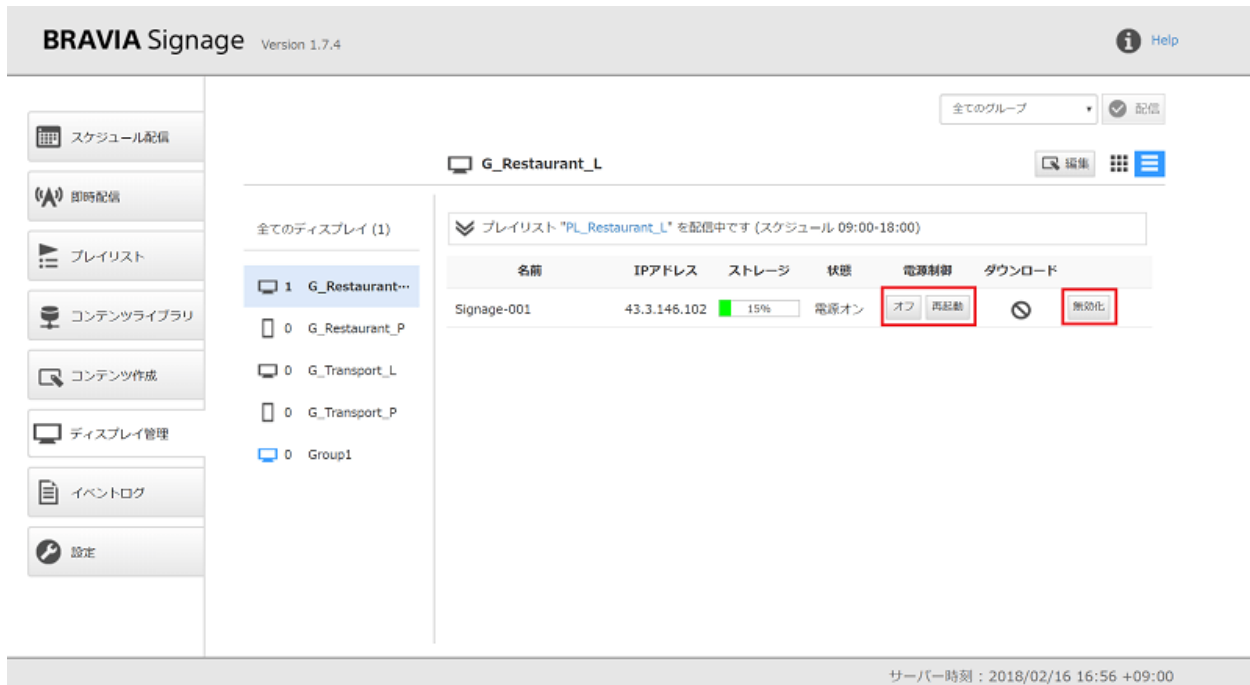 BRAVIA Signage Version 1.7.4
Help
全てのグループ
配信
スケジュール配信
即時配信
プレイリスト
コンテンツライブラリ
コンテンツ作成
ディスプレイ管理
イベントログ
設定
G_Restaurant_L
編集
全てのディスプレイ (1)
1 G_Restaurant…
0 G_Restaurant_P
0 G_Transport_L
0 G_Transport_P
0 Group1
プレイリスト "PL_Restaurant_L" を配信中です (スケジュール 09:00-18:00)
名前 IPアドレス ストレージ 状態 電源制御 ダウンロード
Signage-001 43.3.146.102 15% 電源オン オフ 再起動 無効化
サーバー時刻 : 2018/02/16 16:56 +09:00